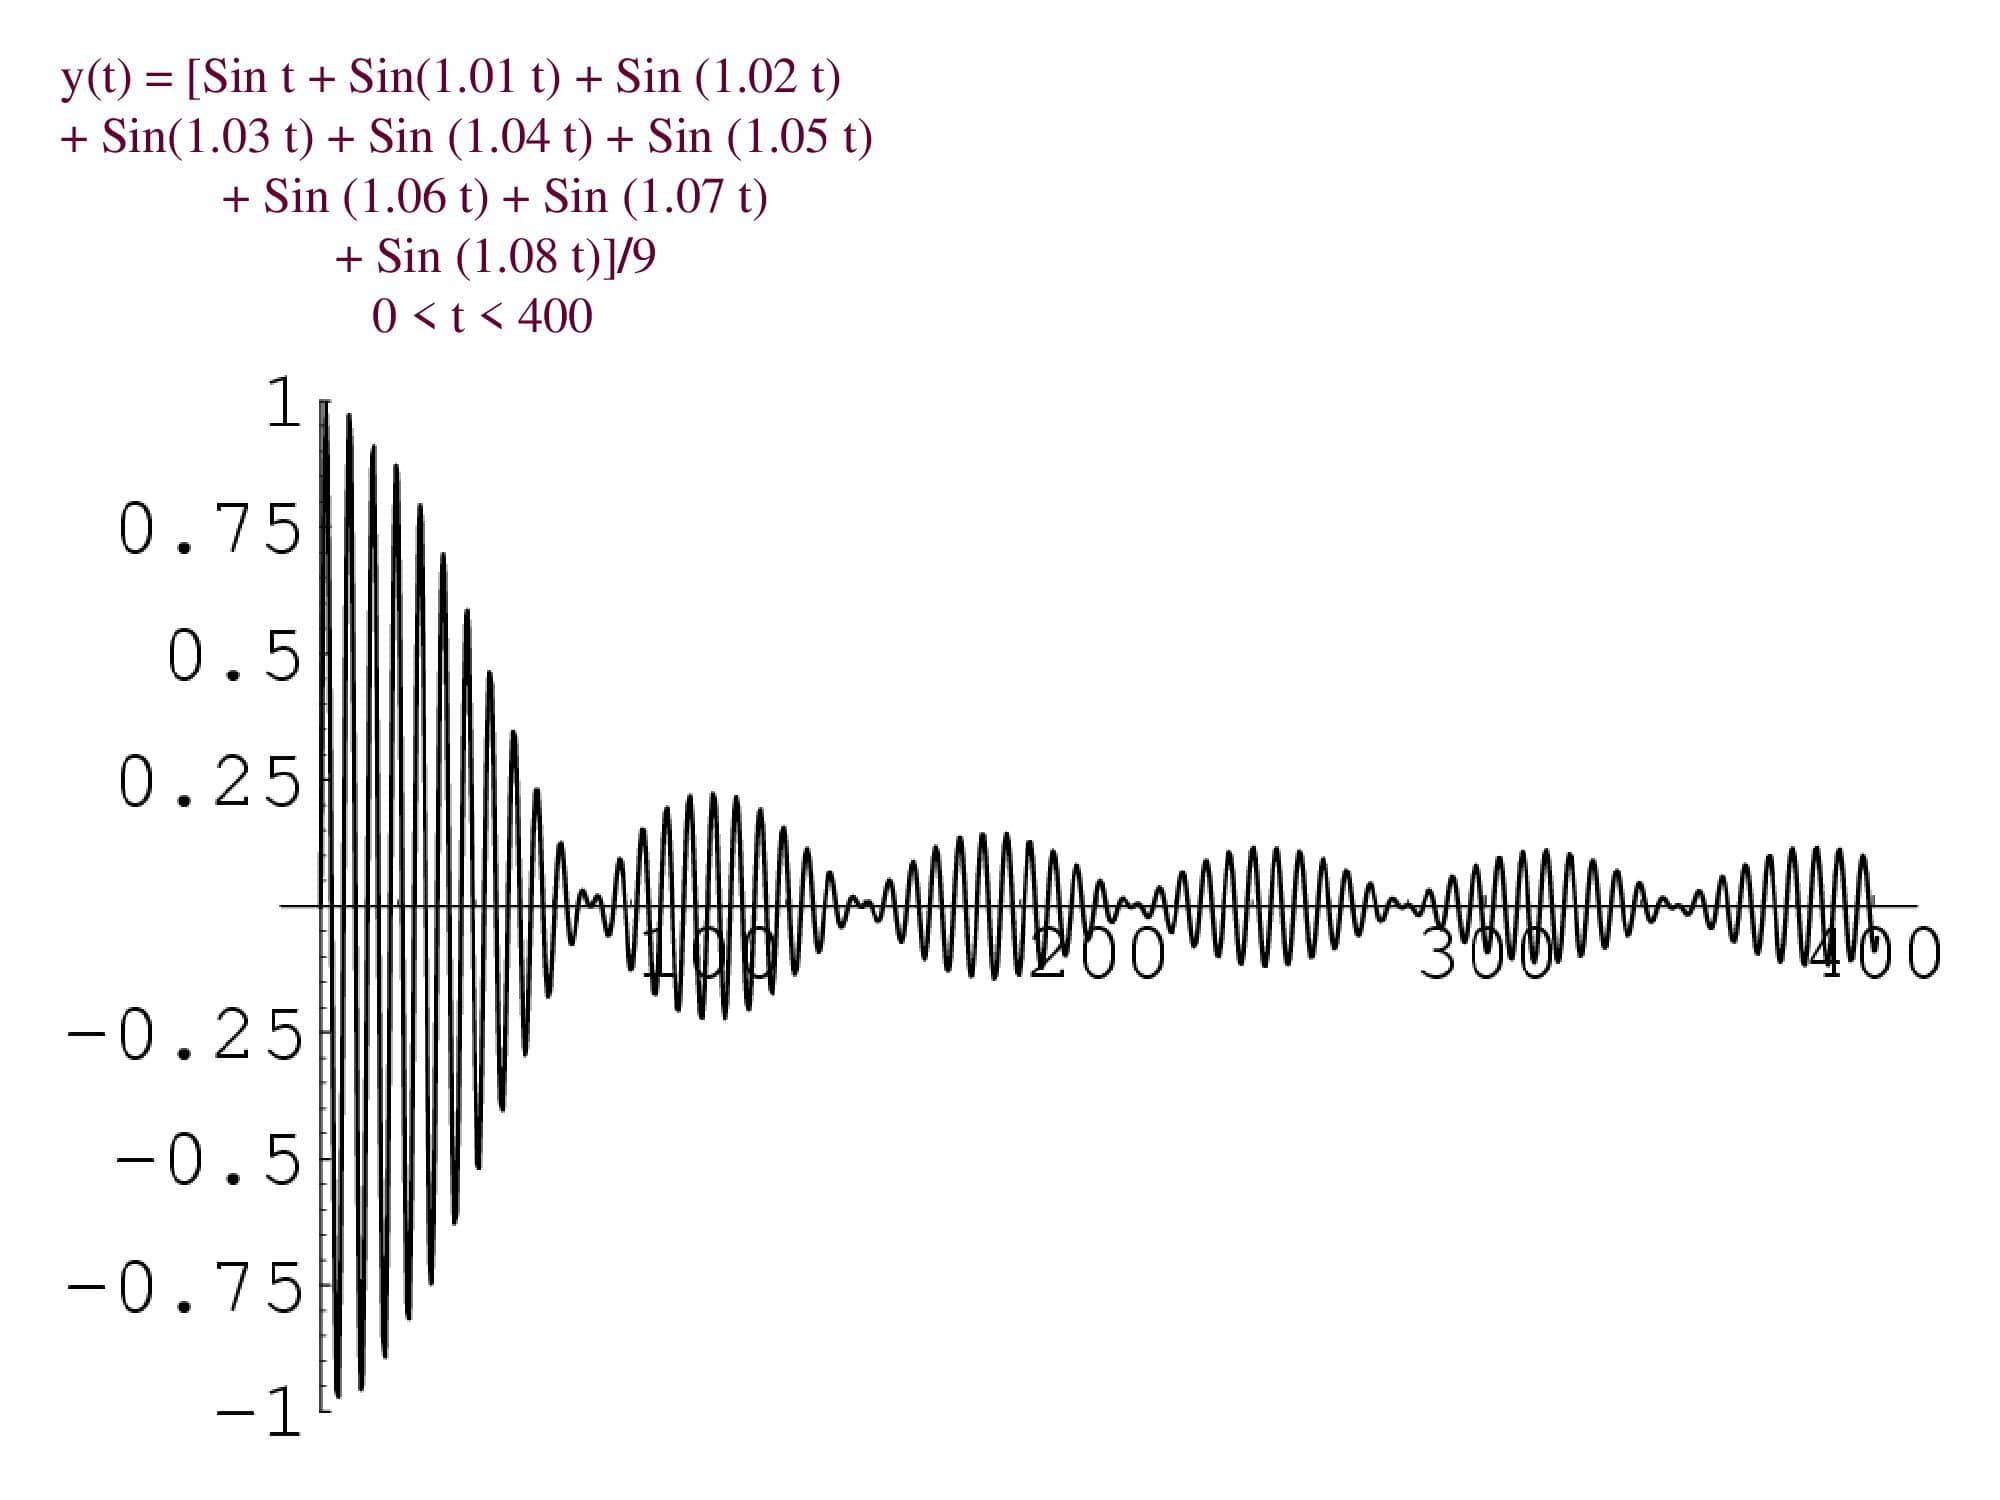 y(t) = [Sin t + Sin(1.01 t) + Sin (1.02 t)
+ Sin(1.03 t) + Sin (1.04 t) + Sin (1.05 t)
+ Sin (1.06 t) + Sin (1.07 t)
+ Sin (1.08 t)]/9
0 < t < 400
1
0.75
0.5
0.25
100 200 300 400
-0.25
-0.5
-0.75
-1